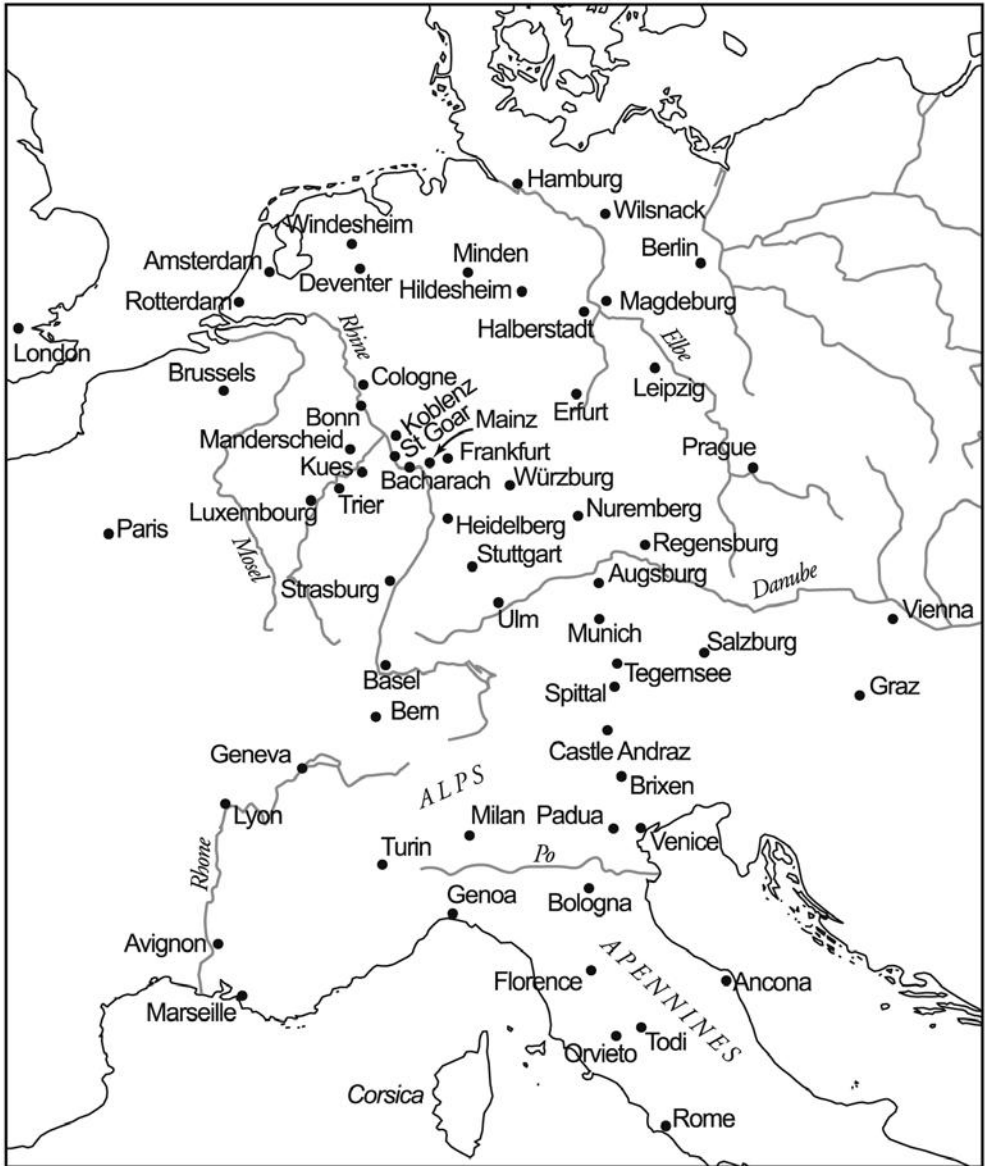 Hamburg
Wilsnack
Windesheim
Berlin
Amsterdam
Minden
Deventer
Hildesheim
Rotterdam
Magdeburg
Halberstadt
London
Rhine
Elbe
Brussels
Cologne
Leipzig
Erfurt
Bonn
Koblenz
St Goar
Mainz
Manderscheid
Frankfurt
Prague
Kues
Bacharach
Würzburg
Trier
Luxembourg
Nuremberg
Paris
Heidelberg
Mosel
Stuttgart
Regensburg
Augsburg
Danube
Strasburg
Ulm
Vienna
Munich
Salzburg
Tegernsee
Basel
Spittal
Graz
Bern
Castle Andraz
Geneva
ALPS
Brixen
Lyon
Milan
Padua
Venice
Turin
Po
Rhone
Genoa
Bologna
Avignon
APENNINES
Florence
Ancona
Marseille
Orvieto
Todi
Corsica
Rome